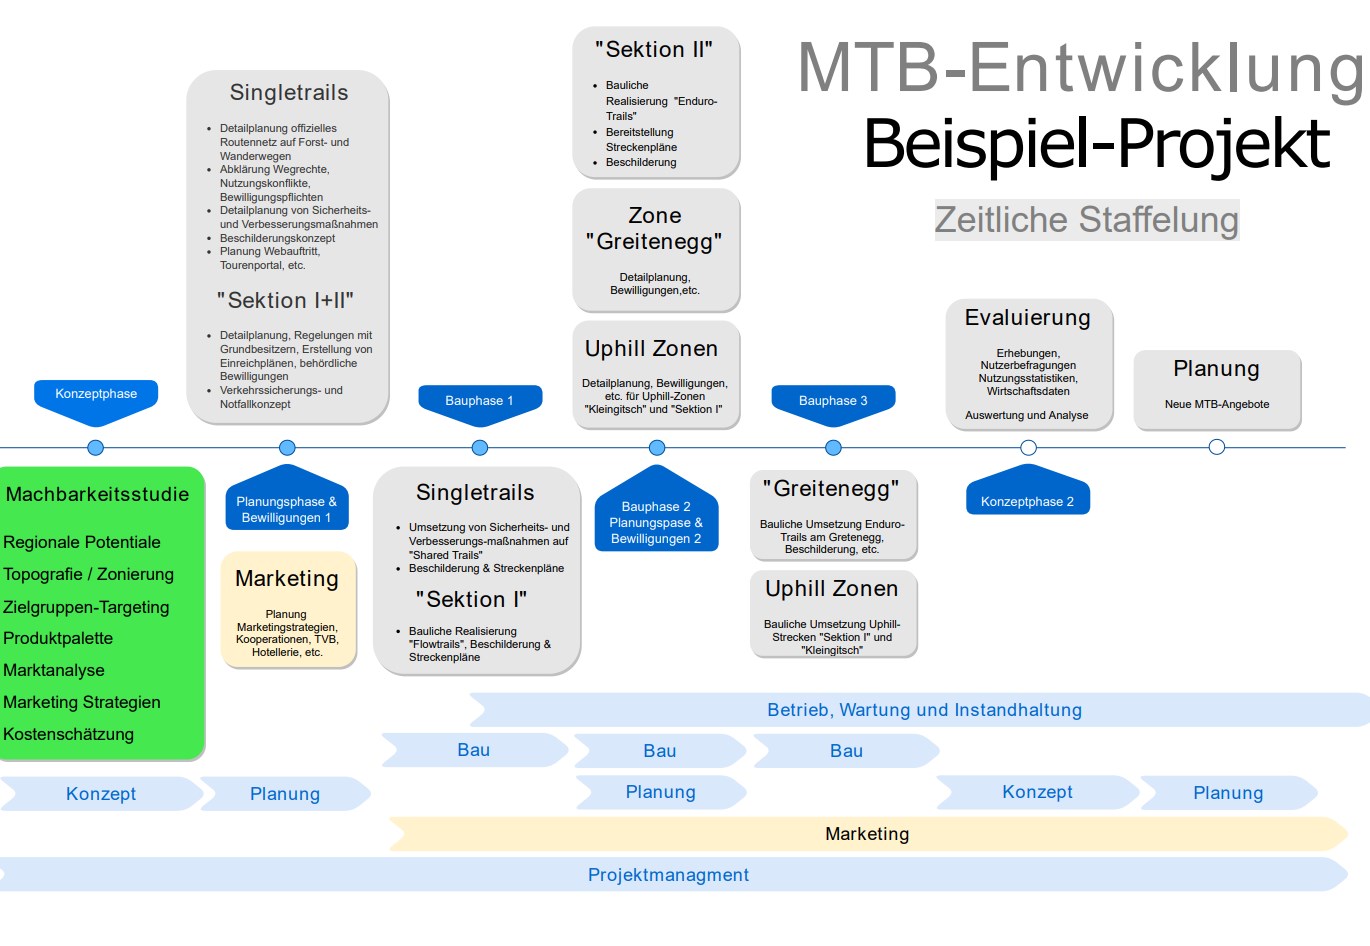 MTB-Entwicklung
Beispiel-Projekt
Zeitliche Staffelung
Singletrails
• Detailplanung offizielles
Routennetz auf Forst- und
Wanderwegen
• Abklärung Wegrechte,
Nutzungskonflikte,
Bewilligungspflichten
• Detailplanung von Sicherheits-
und Verbesserungsmaßnahmen
• Beschilderungskonzept
• Planung Webauftritt,
Tourenportal, etc.
"Sektion I+II"
• Detailplanung, Regelungen mit
Grundbesitzern, Erstellung von
Einreichplänen, behördliche
Bewilligungen
• Verkehrssicherungs- und
Notfallkonzept
"Sektion II"
• Bauliche
Realisierung "Enduro-
Trails"
• Bereitstellung
Streckenpläne
• Beschilderung
Zone
"Greitenegg"
Detailplanung,
Bewilligungen,etc.
Uphill Zonen
Detailplanung, Bewilligungen,
etc. für Uphill-Zonen
"Kleingitsch" und "Sektion I"
Evaluierung
Erhebungen,
Nutzerbefragungen
Nutzungsstatistiken,
Wirtschaftsdaten
Auswertung und Analyse
Planung
Neue MTB-Angebote
Konzeptphase
Bauphase 1
Bauphase 3
Planungsphase &
Bewilligungen 1
Bauphase 2
Planungspase &
Bewilligungen 2
Konzeptphase 2
Machbarkeitsstudie
Regionale Potentiale
Topografie / Zonierung
Zielgruppen-Targeting
Produktpalette
Marktanalyse
Marketing Strategien
Kostenschätzung
Marketing
Planung
Marketingstrategien,
Kooperationen, TVB,
Hotellerie, etc.
Singletrails
• Umsetzung von Sicherheits- und
Verbesserungs-maßnahmen auf
"Shared Trails"
• Beschilderung & Streckenpläne
"Sektion I"
• Bauliche Realisierung
"Flowtrails", Beschilderung &
Streckenpläne
"Greitenegg"
Bauliche Umsetzung Enduro-
Trails am Gretenegg,
Beschilderung, etc.
Uphill Zonen
Bauliche Umsetzung Uphill-
Strecken "Sektion I" und
"Kleingitsch"
Betrieb, Wartung und Instandhaltung
Bau
Bau
Bau
Konzept
Planung
Planung
Konzept
Planung
Marketing
Projektmanagment